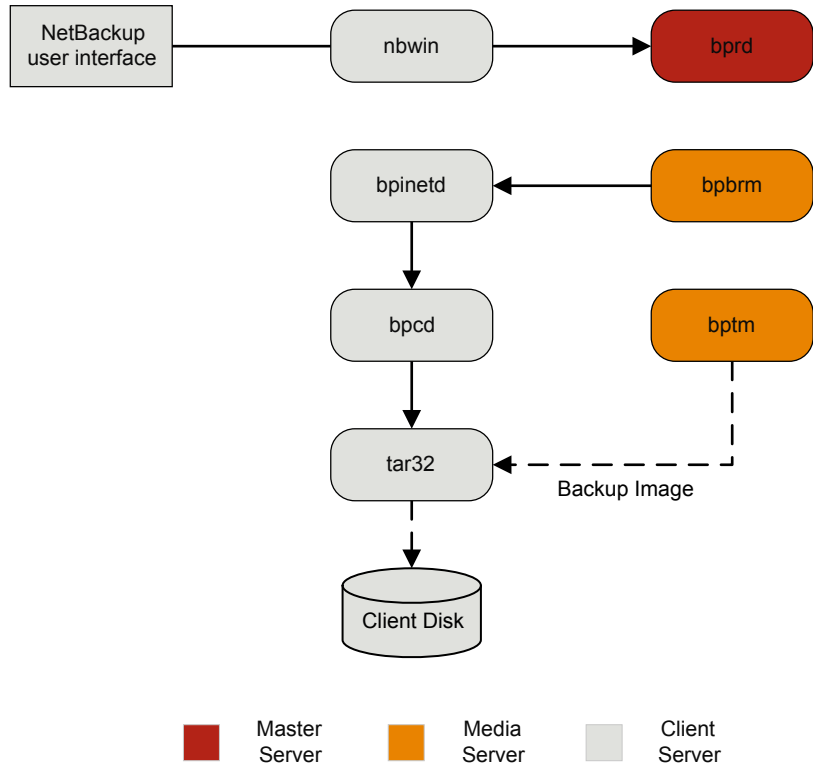 NetBackup
user interface
nbwin
bprd
bpinetd
bpbrm
bpcd
bptm
tar32
Backup Image
Client Disk
Master
Server
Media
Server
Client
Server